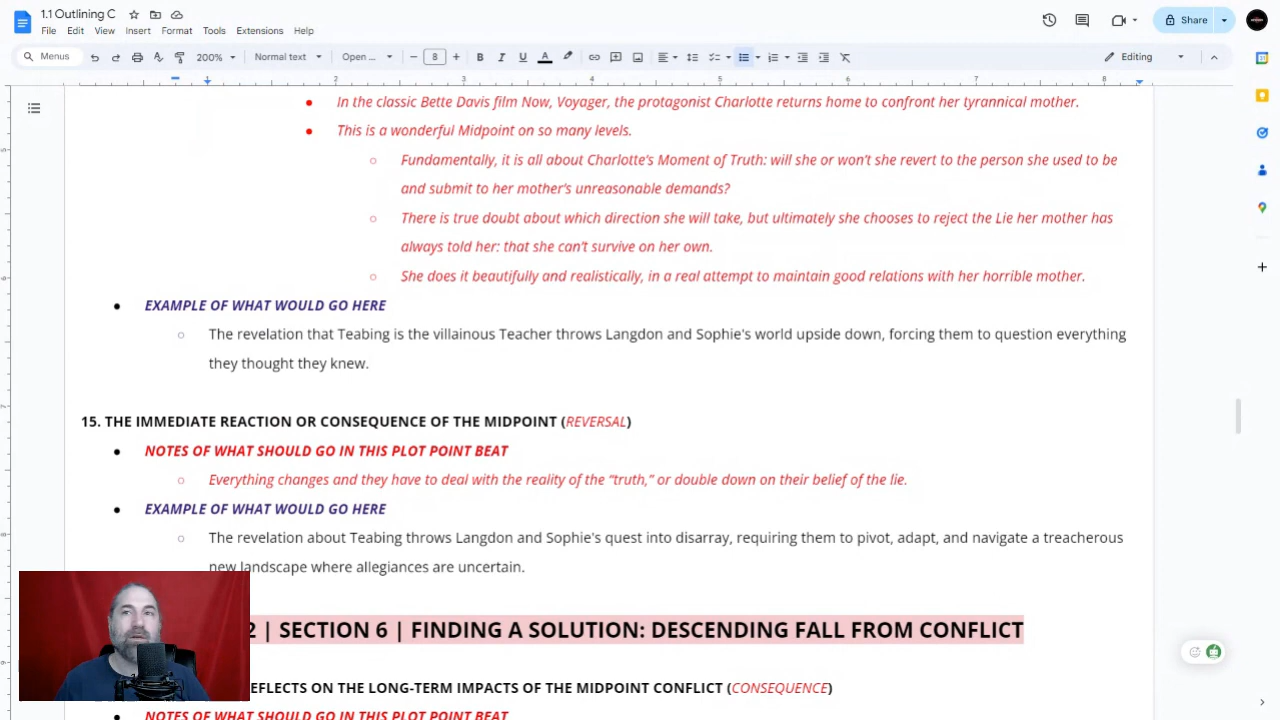 1.1 Outlining C
File Edit View Insert Format Tools Extensions Help
Share
Menus 200% Normal text Open ... 8 B I U A Editing
2 3 4 5 6 7 8
In the classic Bette Davis film Now, Voyager, the protagonist Charlotte returns home to confront her tyrannical mother.
This is a wonderful Midpoint on so many levels.
Fundamentally, it is all about Charlotte's Moment of Truth: will she or won't she revert to the person she used to be
and submit to her mother's unreasonable demands?
There is true doubt about which direction she will take, but ultimately she chooses to reject the Lie her mother has
always told her: that she can't survive on her own.
She does it beautifully and realistically, in a real attempt to maintain good relations with her horrible mother.
EXAMPLE OF WHAT WOULD GO HERE
The revelation that Teabing is the villainous Teacher throws Langdon and Sophie's world upside down, forcing them to question everything
they thought they knew.
15. THE IMMEDIATE REACTION OR CONSEQUENCE OF THE MIDPOINT (REVERSAL)
NOTES OF WHAT SHOULD GO IN THIS PLOT POINT BEAT
Everything changes and they have to deal with the reality of the “truth,” or double down on their belief of the lie.
EXAMPLE OF WHAT WOULD GO HERE
The revelation about Teabing throws Langdon and Sophie's quest into disarray, requiring them to pivot, adapt, and navigate a treacherous
new landscape where allegiances are uncertain.
2 | SECTION 6 | FINDING A SOLUTION: DESCENDING FALL FROM CONFLICT
EFLECTS ON THE LONG-TERM IMPACTS OF THE MIDPOINT CONFLICT (CONSEQUENCE)
NOTES OF WHAT SHOULD GO IN THIS PLOT POINT BEAT